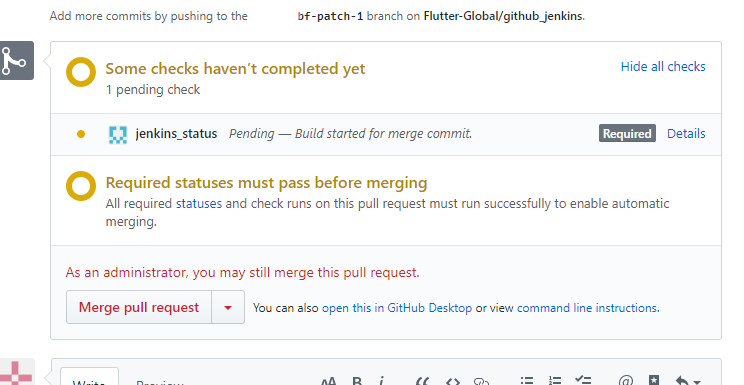 Add more commits by pushing to the bf-patch-1 branch on Flutter-Global/github_jenkins.
Some checks haven't completed yet
Hide all checks
1 pending check
jenkins_status Pending — Build started for merge commit. Required Details
Required statuses must pass before merging
All required statuses and check runs on this pull request must run successfully to enable automatic
merging.
As an administrator, you may still merge this pull request.
Merge pull request You can also open this in GitHub Desktop or view command line instructions.
Write Preview AA B i